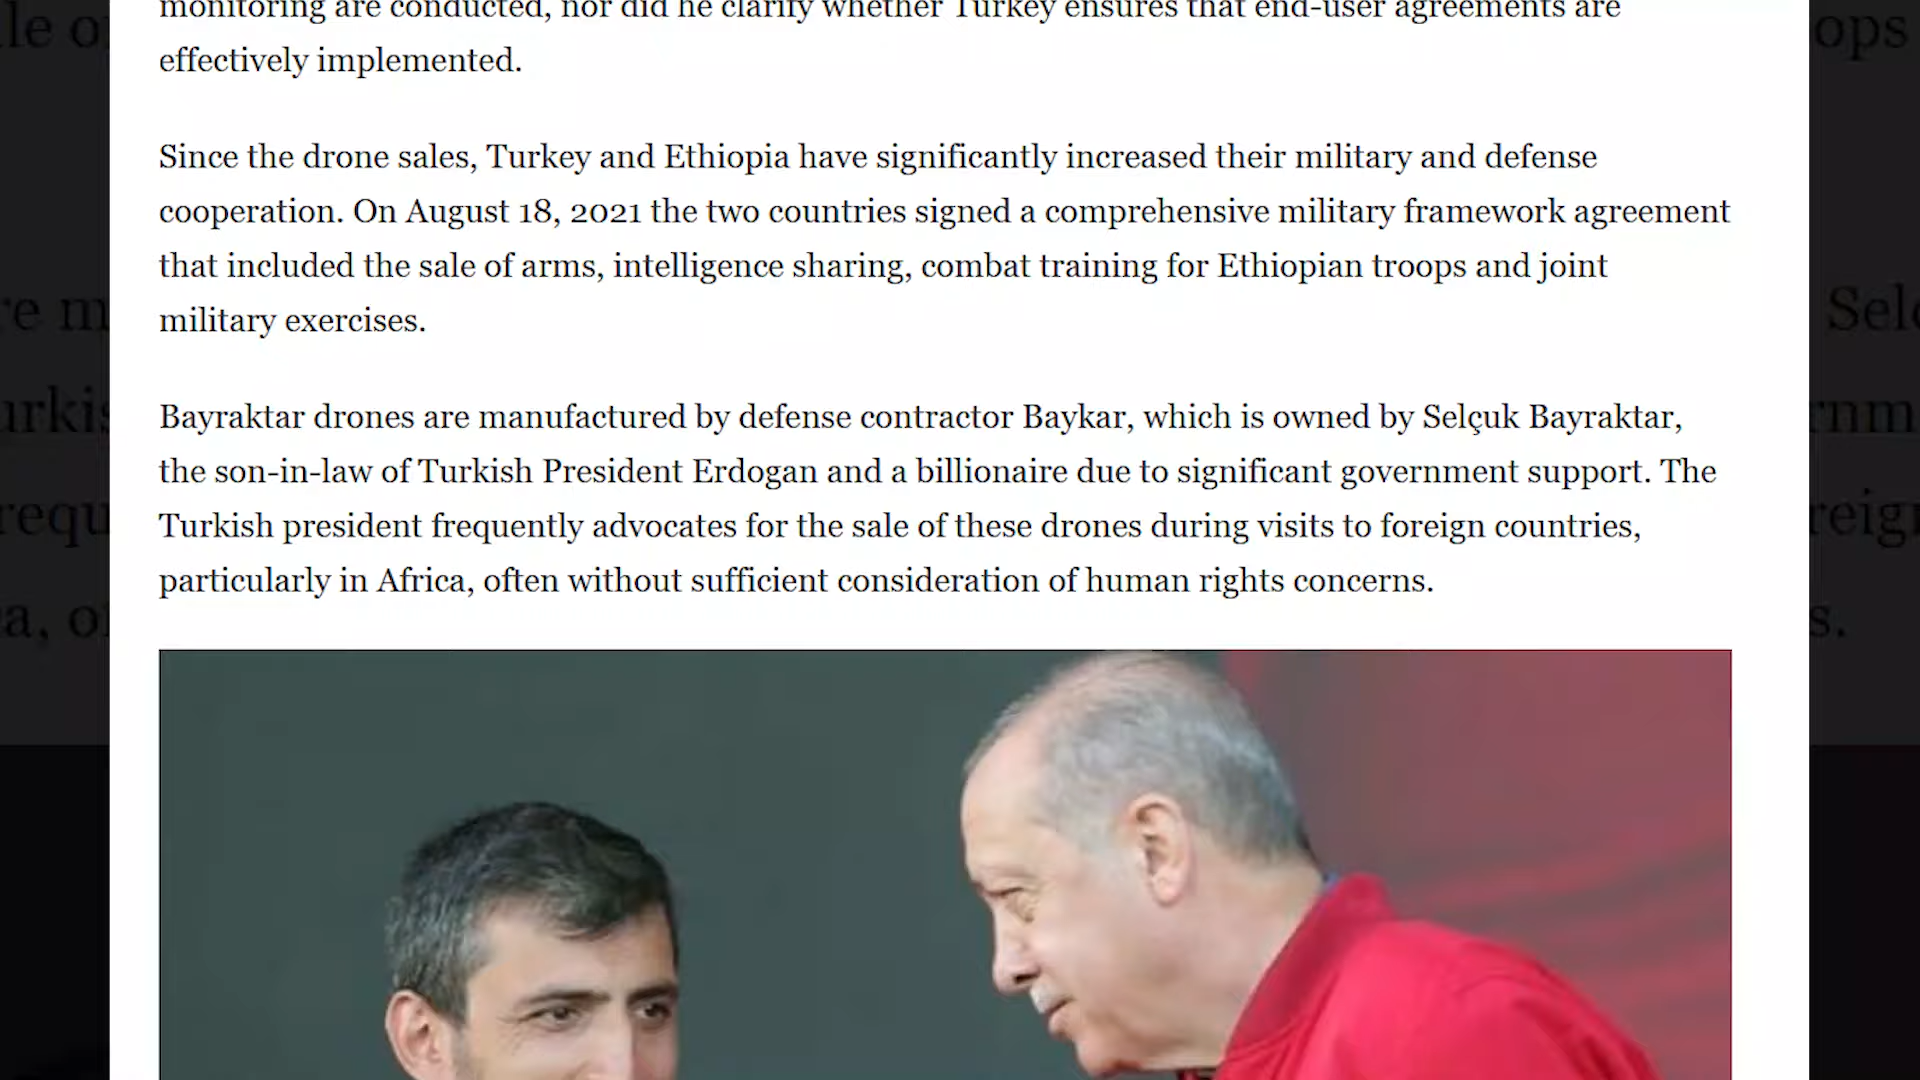 monitoring are conducted, nor did he clarify whether Turkey ensures that end-user agreements are
effectively implemented.
Since the drone sales, Turkey and Ethiopia have significantly increased their military and defense
cooperation. On August 18, 2021 the two countries signed a comprehensive military framework agreement
that included the sale of arms, intelligence sharing, combat training for Ethiopian troops and joint
military exercises.
Bayraktar drones are manufactured by defense contractor Baykar, which is owned by Selçuk Bayraktar,
the son-in-law of Turkish President Erdogan and a billionaire due to significant government support. The
Turkish president frequently advocates for the sale of these drones during visits to foreign countries,
particularly in Africa, often without sufficient consideration of human rights concerns.